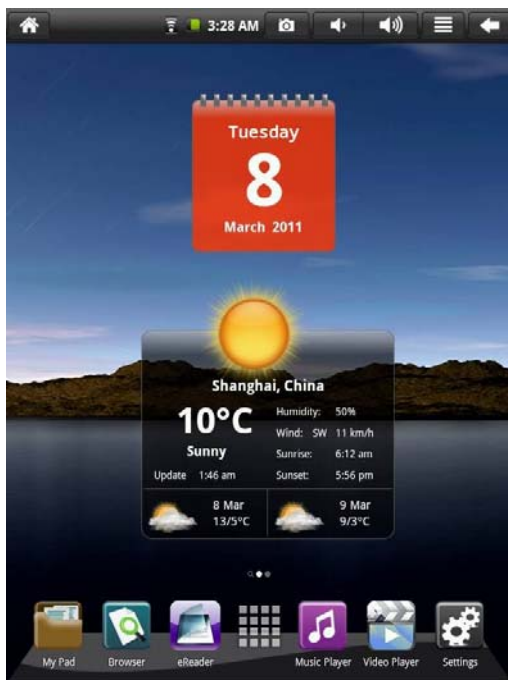 3:28 AM
Tuesday
8
March 2011
Shanghai, China
10°C
Sunny
Update 1:46 am
Humidity: 50%
Wind: SW 11 km/h
Sunrise: 6:12 am
Sunset: 5:56 pm
8 Mar
13/5°C
9 Mar
9/3°C
My Pad
Browser
eReader
Music Player
Video Player
Settings